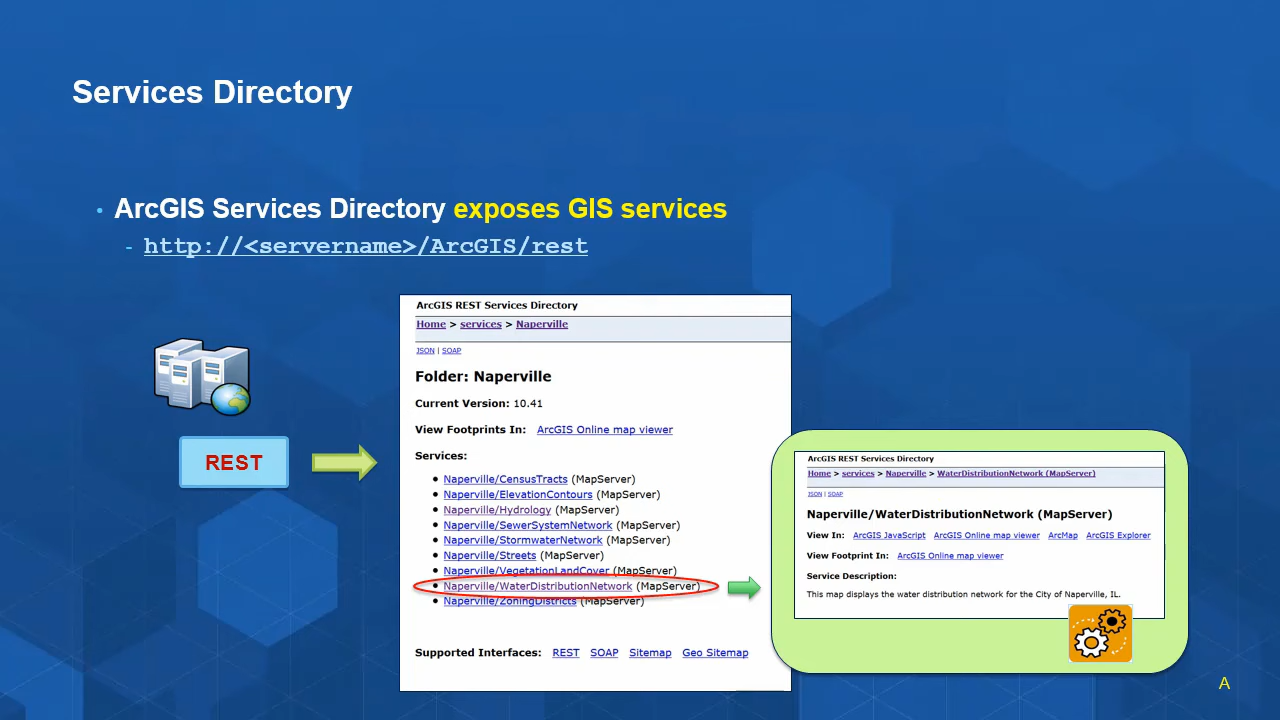 Services Directory
• ArcGIS Services Directory exposes GIS services
- http://<servername>/ArcGIS/rest
REST
ArcGIS REST Services Directory
Home > services > Naperville
JSON | SOAP
Folder: Naperville
Current Version: 10.41
View Footprints In: ArcGIS Online map viewer
Services:
• Naperville/CensusTracts (MapServer)
• Naperville/ElevationContours (MapServer)
• Naperville/Hydrology (MapServer)
• Naperville/SewerSystemNetwork (MapServer)
• Naperville/StormwaterNetwork (MapServer)
• Naperville/Streets (MapServer)
• Naperville/VegetationLandCover (MapServer)
• Naperville/WaterDistributionNetwork (MapServer)
• Naperville/ZoningDistricts (MapServer)
Supported Interfaces: REST SOAP Sitemap Geo Sitemap
ArcGIS REST Services Directory
Home > services > Naperville > WaterDistributionNetwork (MapServer)
JSON | SOAP
Naperville/WaterDistributionNetwork (MapServer)
View In: ArcGIS JavaScript ArcGIS Online map viewer ArcMap ArcGIS Explorer
View Footprint In: ArcGIS Online map viewer
Service Description:
This map displays the water distribution network for the City of Naperville, IL.
A